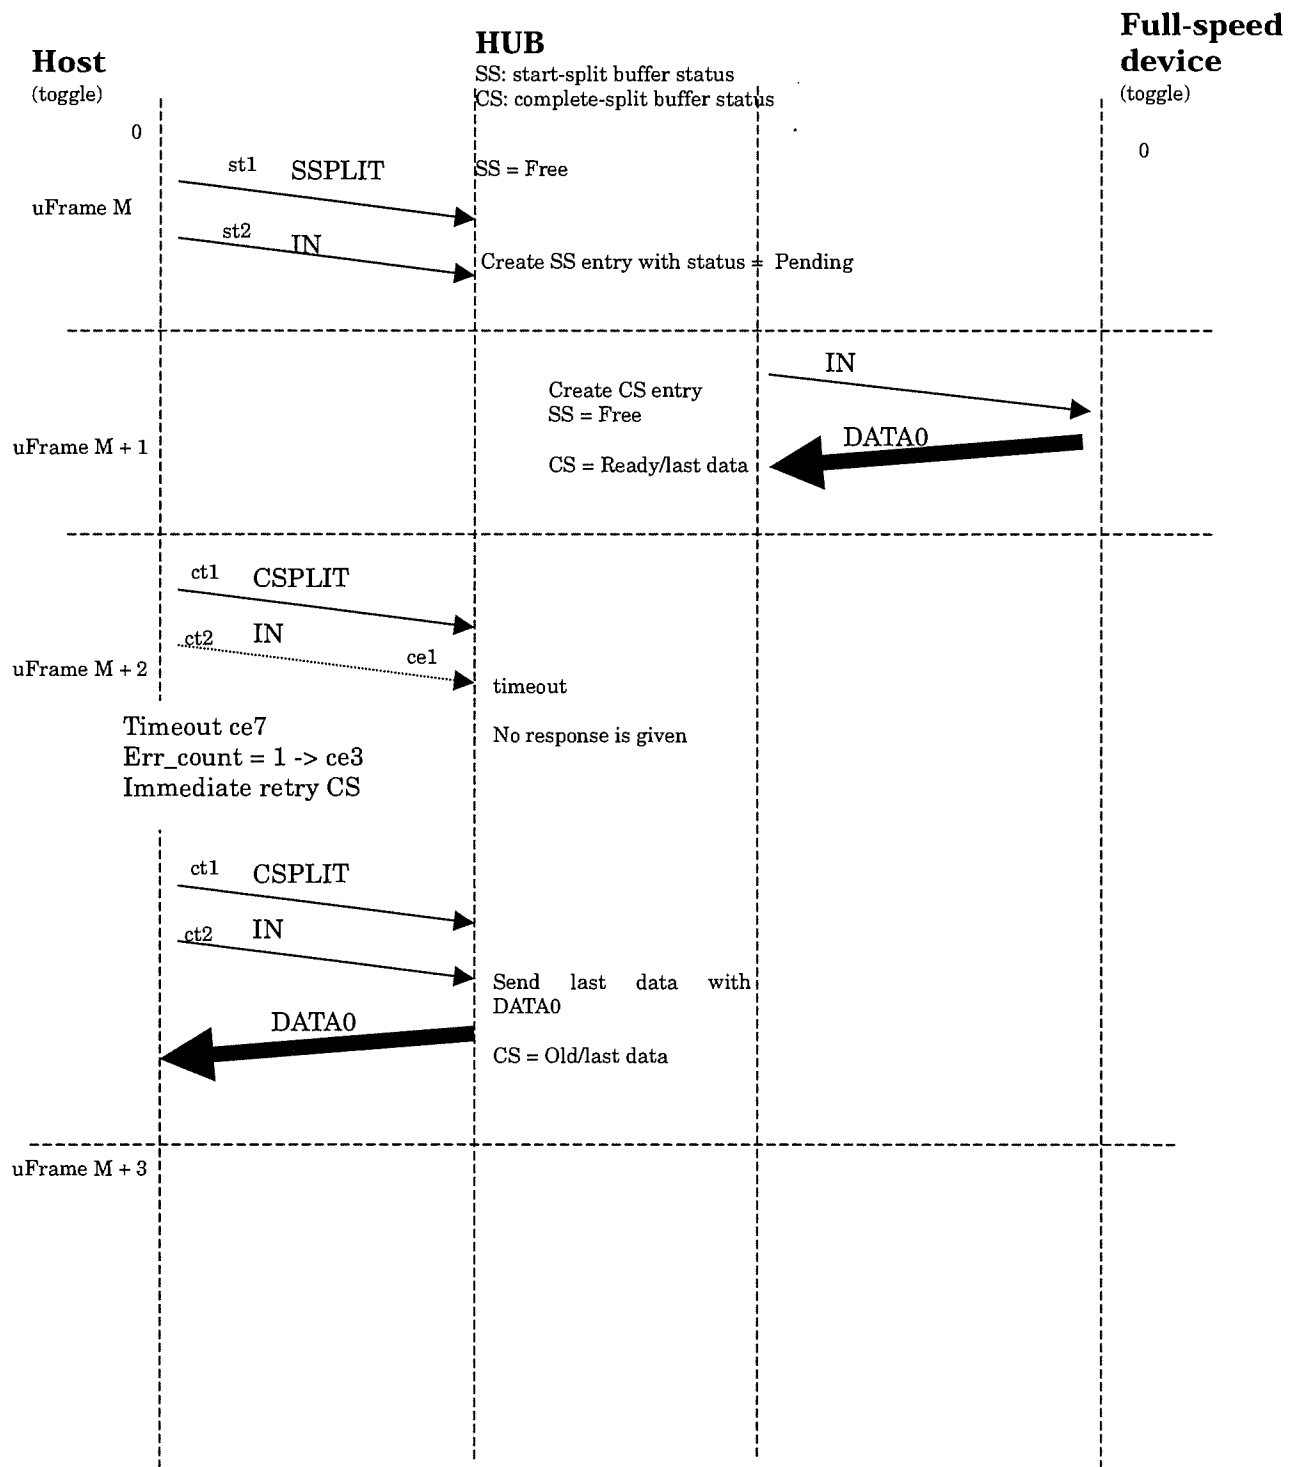 Host
(toggle)
HUB
SS: start-split buffer status
CS: complete-split buffer status
Full-speed
device
(toggle)
0
0
st1 SSPLIT
SS = Free
uFrame M
st2 IN
Create SS entry with status = Pending
IN
Create CS entry
SS = Free
DATA0
uFrame M + 1
CS = Ready/last data
ct1 CSPLIT
ct2 IN
ce1
uFrame M + 2
timeout
Timeout ce7
Err_count = 1 -> ce3
Immediate retry CS
No response is given
ct1 CSPLIT
ct2 IN
Send last data with
DATA0
DATA0
CS = Old/last data
uFrame M + 3